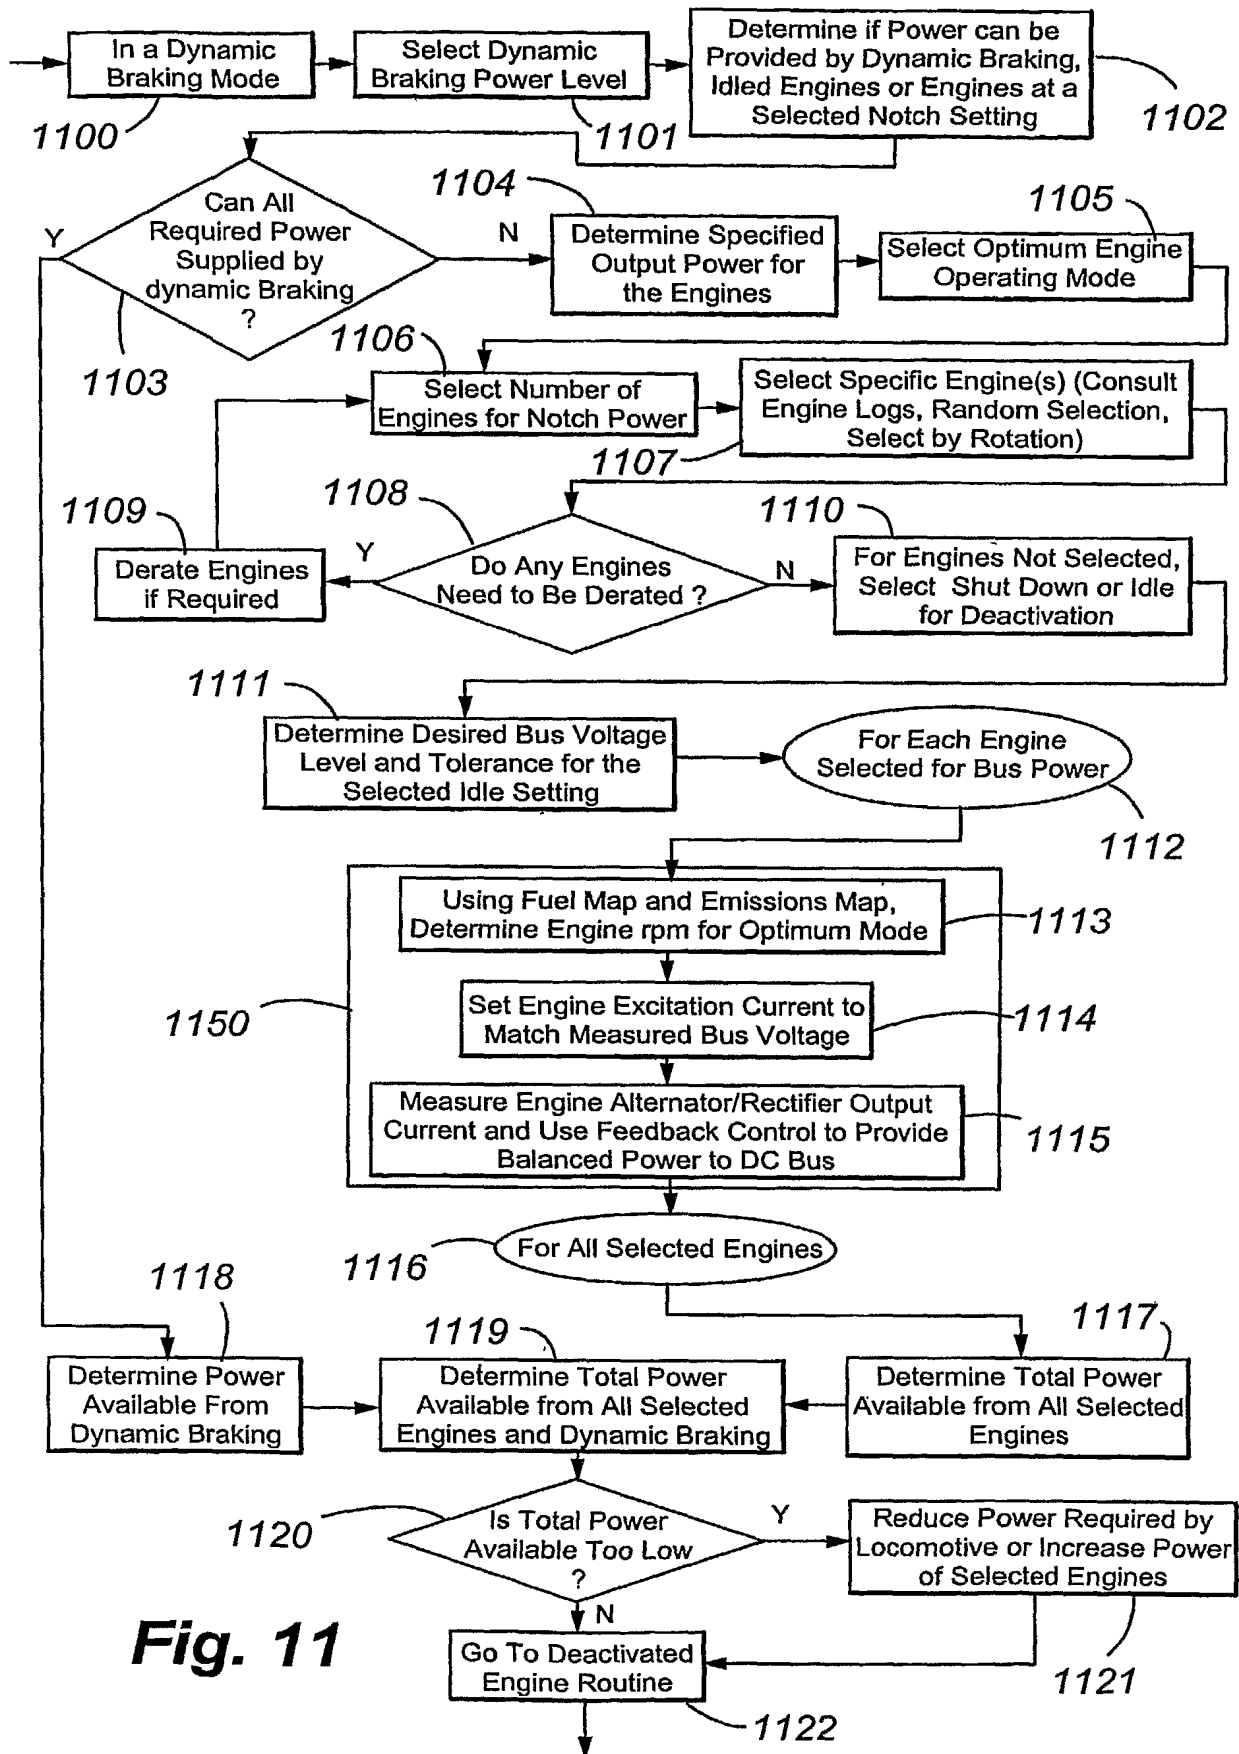 In a Dynamic
Braking Mode
1100
Select Dynamic
Braking Power Level
1101
Determine if Power can be
Provided by Dynamic Braking,
Idled Engines or Engines at a
Selected Notch Setting
1102
Can All
Required Power
Supplied by
dynamic Braking
?
Y
N
1103
1104
Determine Specified
Output Power for
the Engines
1105
Select Optimum Engine
Operating Mode
1106
Select Number of
Engines for Notch Power
Select Specific Engine(s) (Consult
Engine Logs, Random Selection,
Select by Rotation)
1107
1108
Do Any Engines
Need to Be Derated ?
Y
N
1109
Derate Engines
if Required
1110
For Engines Not Selected,
Select Shut Down or Idle
for Deactivation
1111
Determine Desired Bus Voltage
Level and Tolerance for the
Selected Idle Setting
For Each Engine
Selected for Bus Power
1112
Using Fuel Map and Emissions Map,
Determine Engine rpm for Optimum Mode
1113
Set Engine Excitation Current to
Match Measured Bus Voltage
1114
1150
Measure Engine Alternator/Rectifier Output
Current and Use Feedback Control to Provide
Balanced Power to DC Bus
1115
For All Selected Engines
1116
1118
Determine Power
Available From
Dynamic Braking
1119
Determine Total Power
Available from All Selected
Engines and Dynamic Braking
1117
Determine Total Power
Available from All Selected
Engines
1120
Is Total Power
Available Too Low
?
Y
N
Reduce Power Required by
Locomotive or Increase Power
of Selected Engines
1121
Go To Deactivated
Engine Routine
1122
Fig. 11